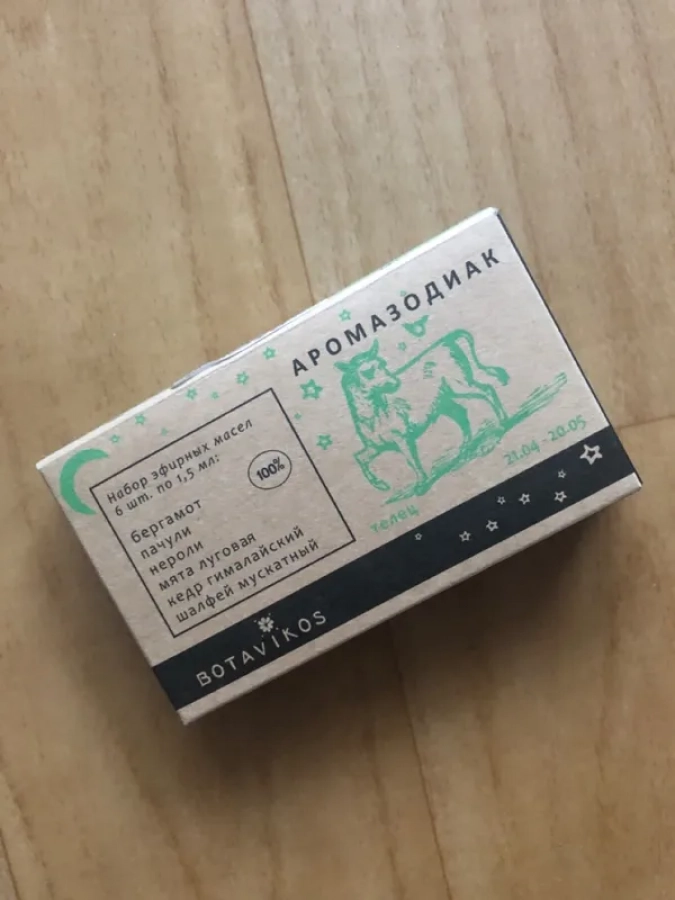 АРОМАЗОДИАК
Набор эфирных масел
6 шт. по 1,5 мл:
100%
бергамот
пачули
нероли
мята луговая
кедр гималайский
шалфей мускатный
21.04 - 20.05
телец
BOTAVIKOS